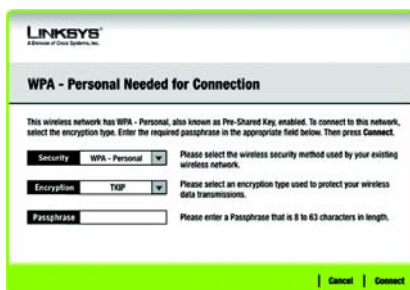 LINKSYS®
A Division of Cisco Systems, Inc.
WPA - Personal Needed for Connection
This wireless network has WPA - Personal, also known as Pre-Shared Key, enabled. To connect to this network,
select the encryption type. Enter the required passphrase in the appropriate field below. Then press Connect.
Security WPA - Personal Please select the wireless security method used by your existing
wireless network.
Encryption TKIP Please select an encryption type used to protect your wireless
data transmissions.
Passphrase Please enter a Passphrase that is 8 to 63 characters in length.
Cancel Connect